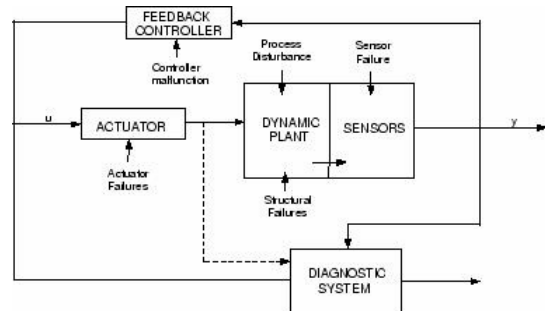 FEEDBACK
CONTROLLER
Controller
malfunction
Process
Disturbance
Sensor
Failure
u
ACTUATOR
DYNAMIC
PLANT
SENSORS
y
Actuator
Failures
Structural
Failures
DIAGNOSTIC
SYSTEM